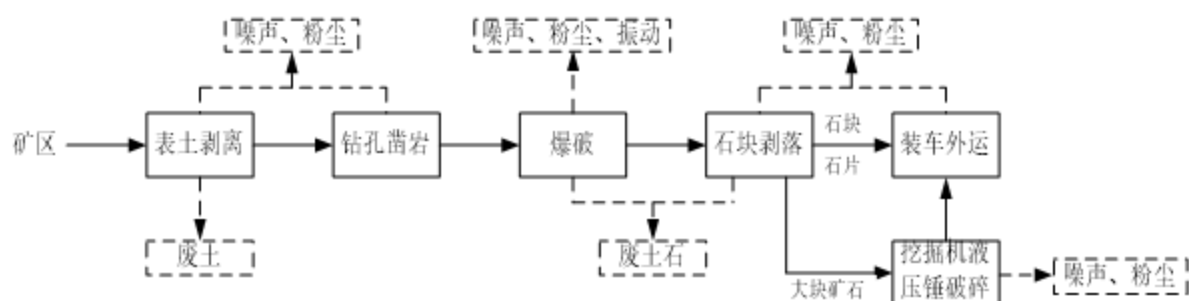 噪声、粉尘
噪声、粉尘、振动
噪声、粉尘
矿区
表土剥离
钻孔凿岩
爆破
石块剥落
石块
石片
装车外运
废土
废土石
大块矿石
挖掘机液
压锤破碎
噪声、粉尘